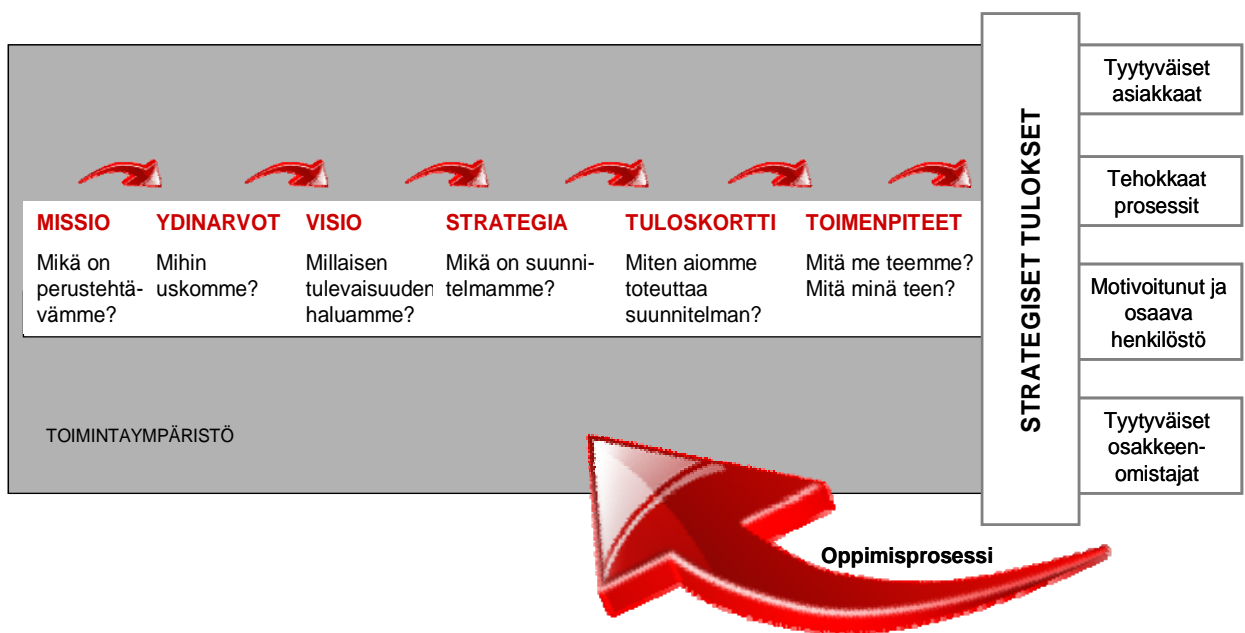 MISSIO
Mikä on
perustehtä-
vämme?
YDINARVOT
Mihin
uskomme?
VISIO
Millaisen
tulevaisuuden
haluamme?
STRATEGIA
Mikä on suunni-
telmamme?
TULOSKORTTI
Miten aiomme
toteuttaa
suunnitelman?
TOIMENPITEET
Mitä me teemme?
Mitä minä teen?
STRATEGISET TULOKSET
Tyytyväiset
asiakkaat
Tehokkaat
prosessit
Motivoitunut ja
osaava
henkilöstö
Tyytyväiset
osakkeen-
omistajat
TOIMINTAYMPÄRISTÖ
Oppimisprosessi